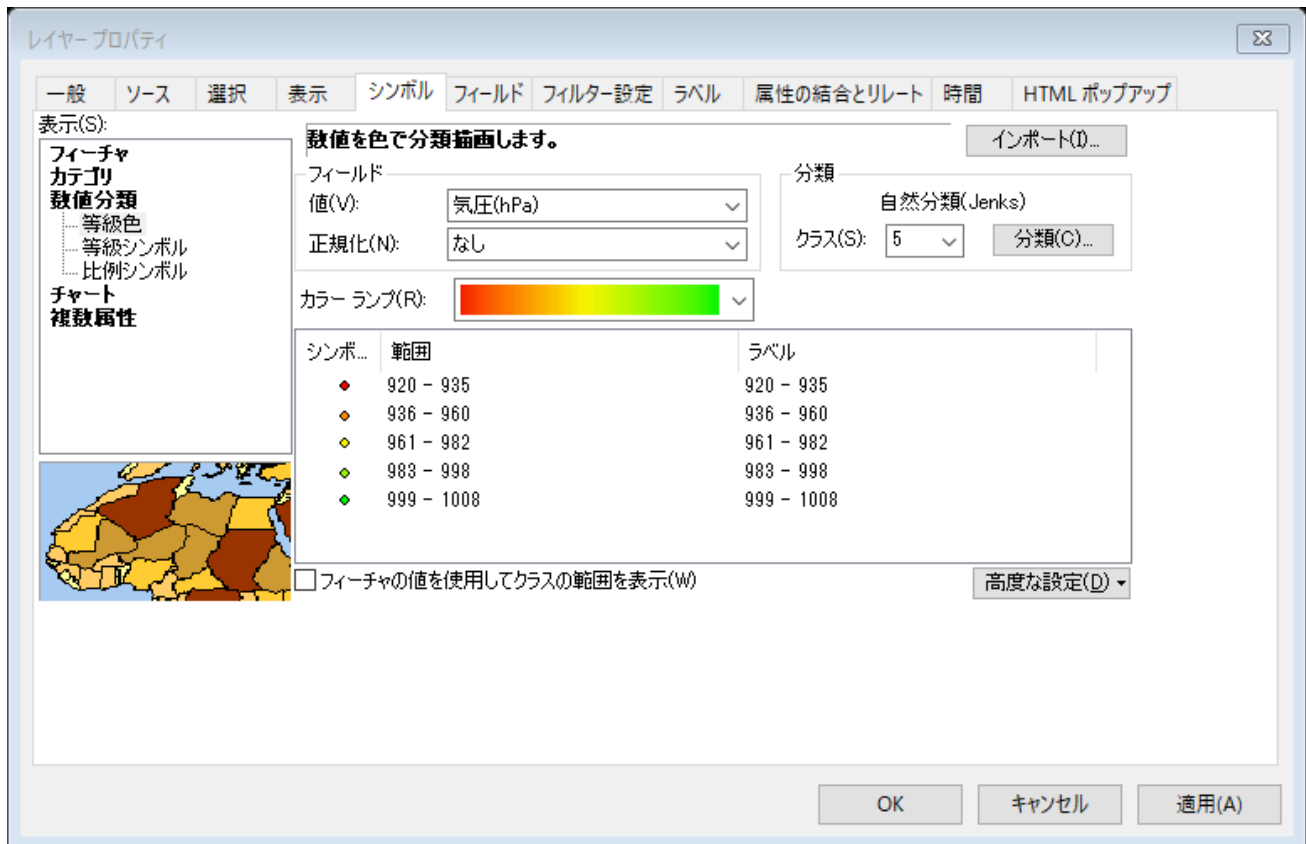 レイヤー プロパティ
一般 ソース 選択 表示 シンボル フィールド フィルター設定 ラベル 属性の結合とリレート 時間 HTML ポップアップ
表示(S):
フィーチャ
カテゴリ
数値分類
等級色
等級シンボル
比例シンボル
チャート
複数属性
数値を色で分類描画します。
インポート(I)...
フィールド
値(V): 気圧(hPa)
正規化(N): なし
分類
自然分類(Jenks)
クラス(S): 5 分類(C)...
カラー ランプ(R):
シンボ... 範囲 ラベル
920 - 935 920 - 935
936 - 960 936 - 960
961 - 982 961 - 982
983 - 998 983 - 998
999 - 1008 999 - 1008
フィーチャの値を使用してクラスの範囲を表示(W)
高度な設定(D)
OK キャンセル 適用(A)